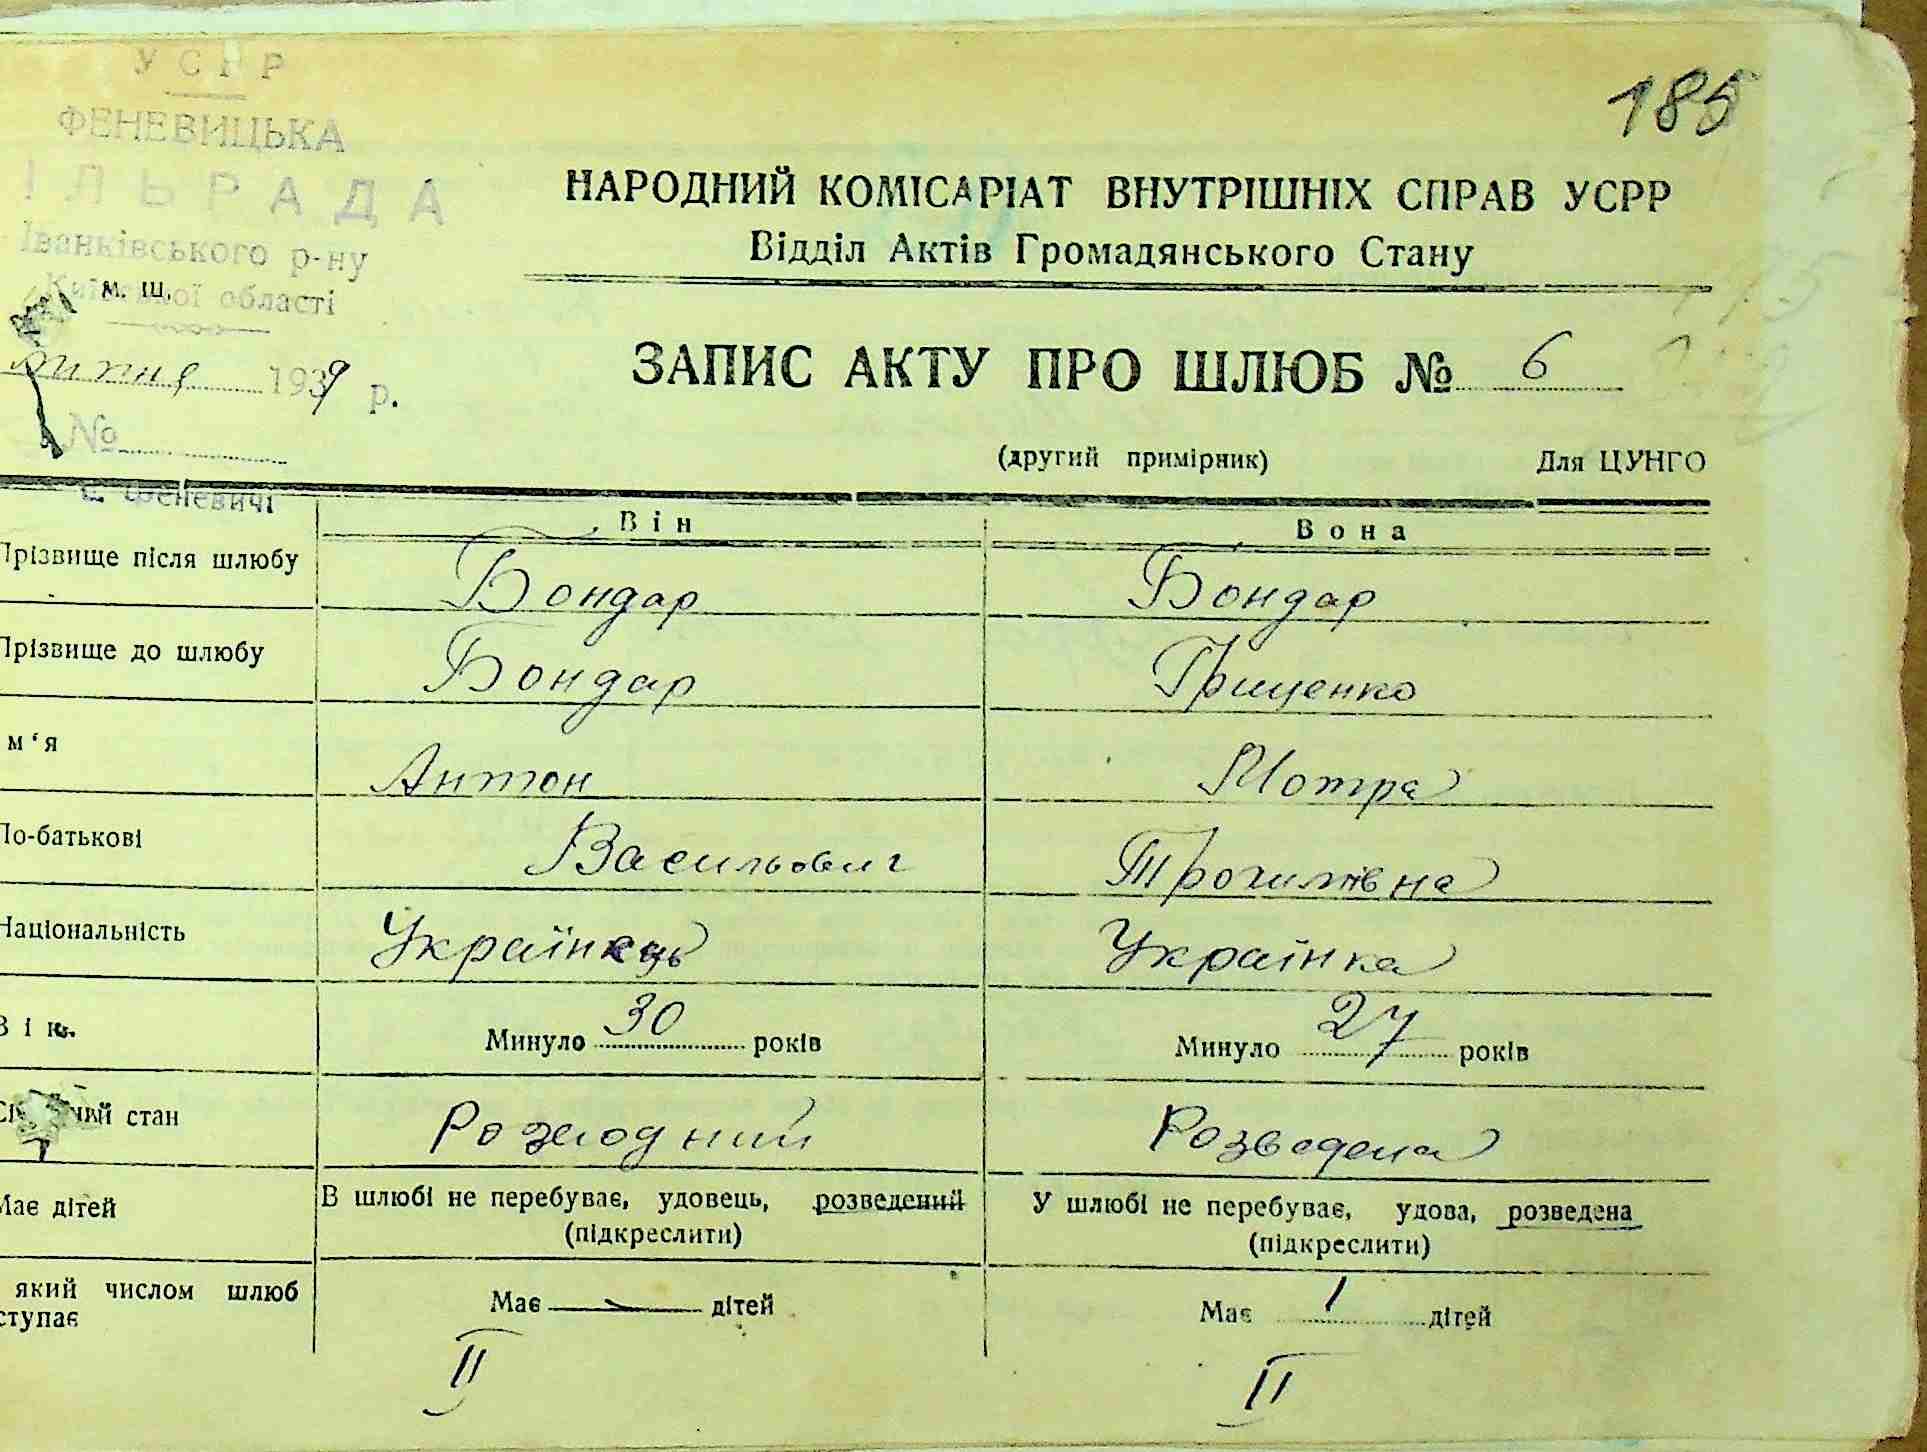 УСРР
185
ФЕНЕВИЦЬКА
ІЛЬРАДА
Іванківського р-ну
Київської області
м. ш.
НАРОДНИЙ КОМІСАРІАТ ВНУТРІШНІХ СПРАВ УСРР
Відділ Актів Громадянського Стану
липня 1939 р.
ЗАПИС АКТУ ПРО ШЛЮБ № 6
№
(другий примірник) Для ЦУНГО
с. Феневичі
Він Вона
Прізвище після шлюбу Бондар Бондар
Прізвище до шлюбу Бондар Гриценко
м'я Антон Мотря
По-батькові Васильович Трохимівна
Національність Українець Українка
Вік Минуло 30 років Минуло 27 років
стан Розведена
Має дітей В шлюбі не перебуває, удовець, розведений У шлюбі не перебуває, удова, розведена
(підкреслити) (підкреслити)
який числом шлюб
ступає Має — дітей Має 1 дітей
II II